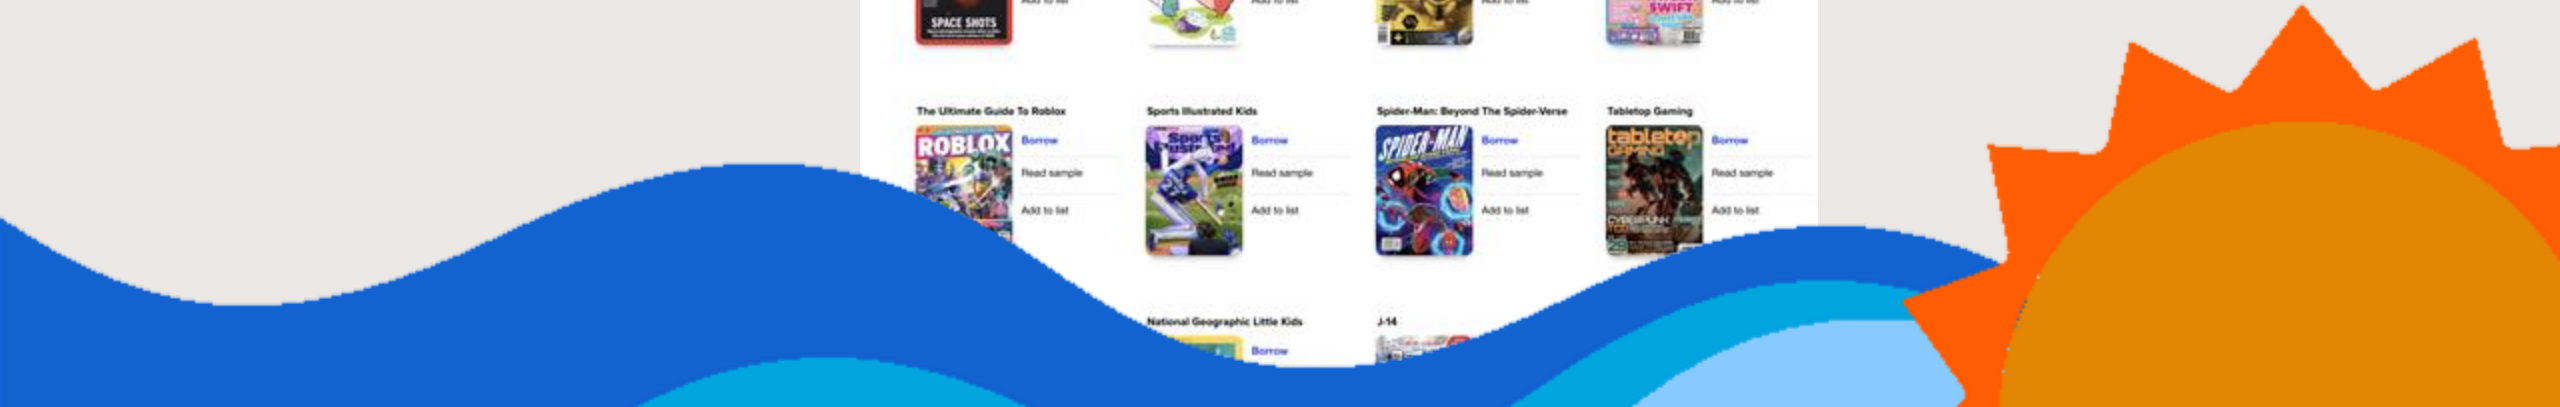 SPACE SHOTS
SWIFT
The Ultimate Guide To Roblox
ROBLOX
Borrow
Read sample
Add to list
Sports Illustrated Kids
Sports
Borrow
Read sample
Add to list
Spider-Man: Beyond The Spider-Verse
SPIDER-MAN
Borrow
Read sample
Add to list
Tabletop Gaming
tabletop
GAMING
Borrow
Read sample
Add to list
National Geographic Little Kids
Borrow
J-14